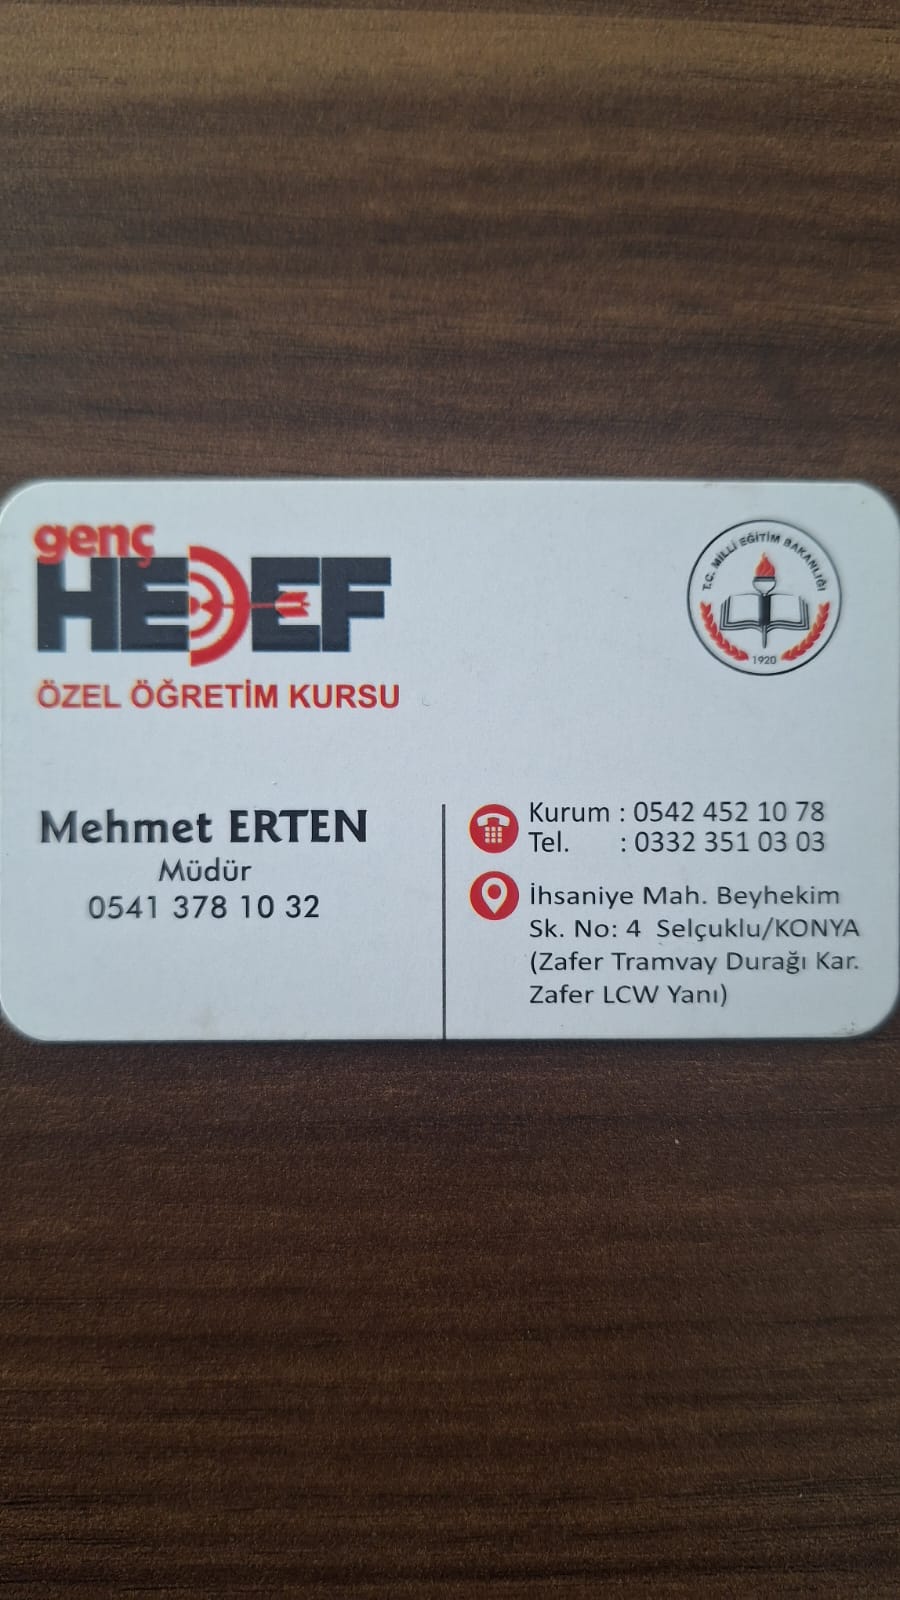 genç
HEDEF
ÖZEL ÖĞRETİM KURSU
T.C. MİLLİ EĞİTİM BAKANLIĞI
1920
Mehmet ERTEN
Müdür
0541 378 10 32
Kurum : 0542 452 10 78
Tel. : 0332 351 03 03
İhsaniye Mah. Beyhekim
Sk. No: 4 Selçuklu/KONYA
(Zafer Tramvay Durağı Kar.
Zafer LCW Yanı)